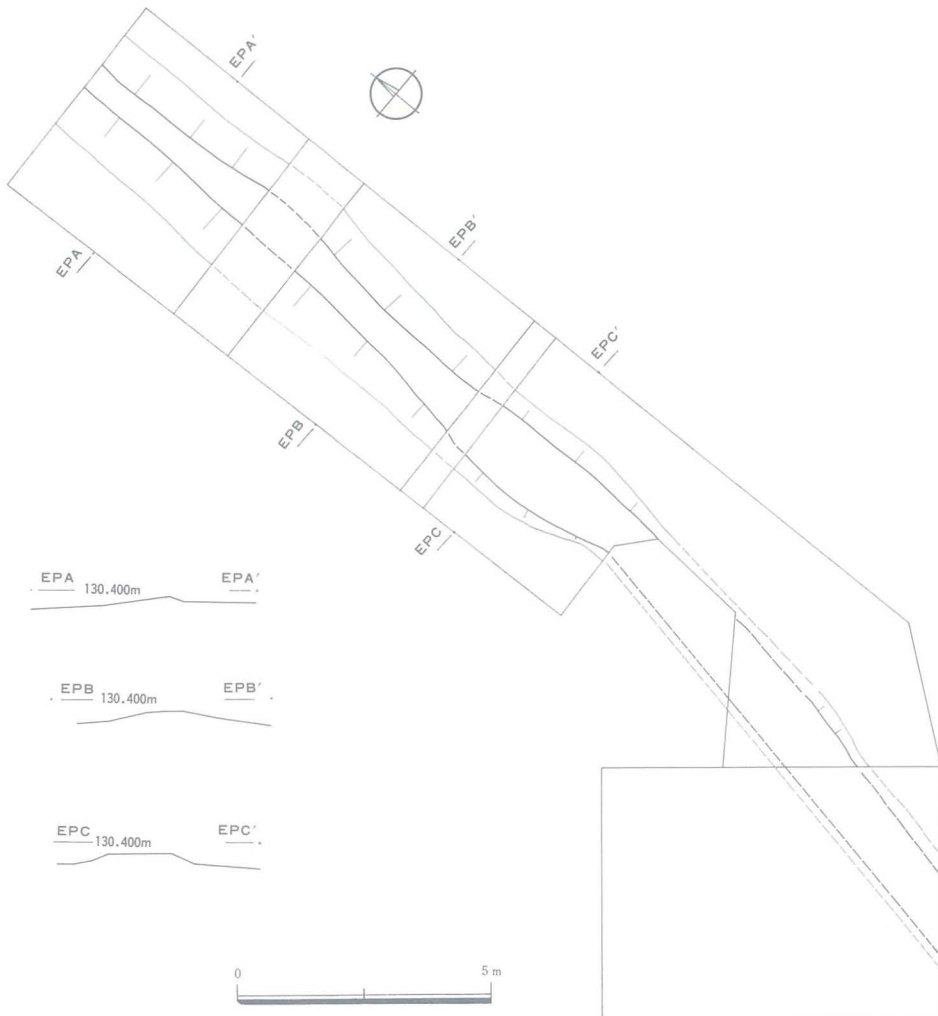 EPA′
EPB′
EPA
EPC′
EPB
EPC
EPA 130.400m EPA′
EPB 130.400m EPB′
EPC 130.400m EPC′
0 5 m